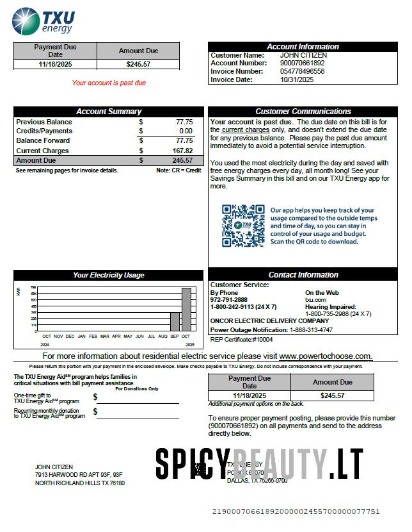 TXU
energy
Payment Due
Date
Amount Due
11/18/2025
$245.57
Your account is past due
Account Information
Customer Name: JOHN CITIZEN
Account Number: 900070661892
Invoice Number: 054778496556
Invoice Date: 10/31/2025
Account Summary
Previous Balance $ 77.75
Credits/Payments $ 0.00
Balance Forward $ 77.75
Current Charges $ 167.82
Amount Due $ 245.57
See remaining pages for invoice details. Note: CR = Credit
Customer Communications
Your account is past due. The due date on this bill is for
the current charges only, and doesn't extend the due date
for any previous balance. Please pay the past due amount
immediately to avoid a potential service interruption.
You used the most electricity during the day and saved with
free energy charges every day, all month long! See your
Savings Summary in this bill and on our TXU Energy app for
more.
Our app helps you keep track of your
usage compared to the outside temps
and time of day, so you can stay in
control of your usage and budget.
Scan the QR code to download.
Your Electricity Usage
OCT NOV DEC JAN FEB MAR APR MAY JUN JUL AUG SEP OCT
Contact Information
Customer Service:
By Phone On the Web
972-791-2888 txu.com
1-800-242-9113 (24 X 7) Hearing Impaired:
1-800-735-2988 (24 X 7)
ONCOR ELECTRIC DELIVERY COMPANY
Power Outage Notification: 1-888-313-4747
REP Certificate#10004
For more information about residential electric service please visit www.powertochoose.com.
Please return this portion with your payment in the enclosed envelope. Make checks payable to TXU Energy. Do not include correspondence with your payment.
The TXU Energy Aid℠ program helps families in
critical situations with bill payment assistance.
For Donations Only
One-time gift to $
TXU Energy Aid℠ program
Recurring monthly donation $
to TXU Energy Aid℠ program
Payment Due
Date
Amount Due
11/18/2025
$245.57
Additional payment options on the back.
To ensure proper payment posting, please provide this number
(900070661892) on all payments and send to the address
directly below.
JOHN CITIZEN
7913 HARWOOD RD APT 93F, 93F
NORTH RICHLAND HILLS TX 76180
SPICYBEAUTY.LT
DALLAS, TX 76266-0700